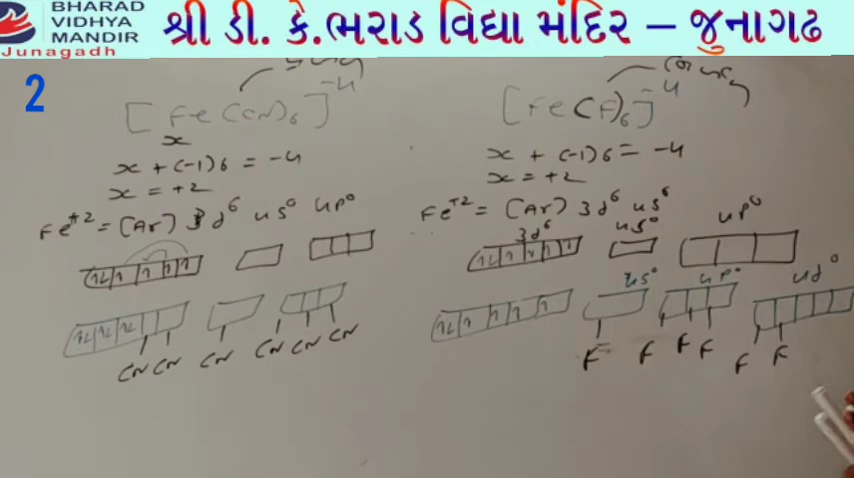 BHARAD
VIDHYA
MANDIR
Junagadh
શ્રી ડી. કે.ભરાડ વિદ્યા મંદિર – જુનાગઢ
2
[Fe(CN)6]-4
x
x + (-1)6 = -4
x = +2
Fe+2 = (Ar) 3d6 4s0 4p0
CN CN CN CN CN CN
[Fe(F)6]-4
x + (-1)6 = -4
x = +2
Fe+2 = (Ar) 3d6 4s6
3d6 4s0 4p0
4s0 4p0 4d0
F F F F F F